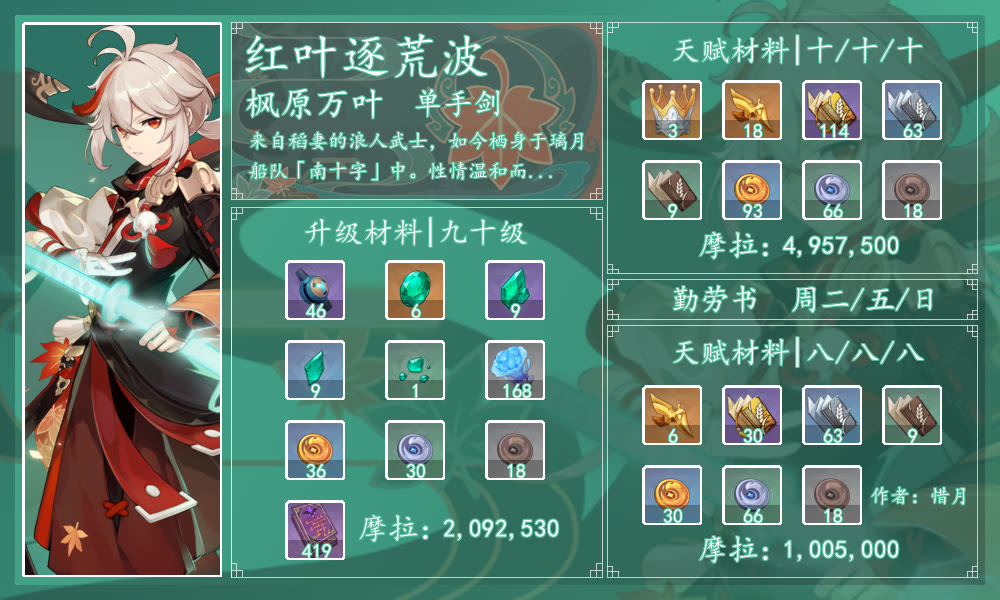 红叶逐荒波
枫原万叶 单手剑
来自稻妻的浪人武士，如今栖身于璃月
船队「南十字」中。性情温和而...
升级材料|九十级
46 6 9
9 1 168
36 30 18
419 摩拉：2,092,530
天赋材料|十/十/十
3 18 114 63
9 93 66 18
摩拉：4,957,500
勤劳书 周二/五/日
天赋材料|八/八/八
6 30 63 9
30 66 18 作者：惜月
摩拉：1,005,000